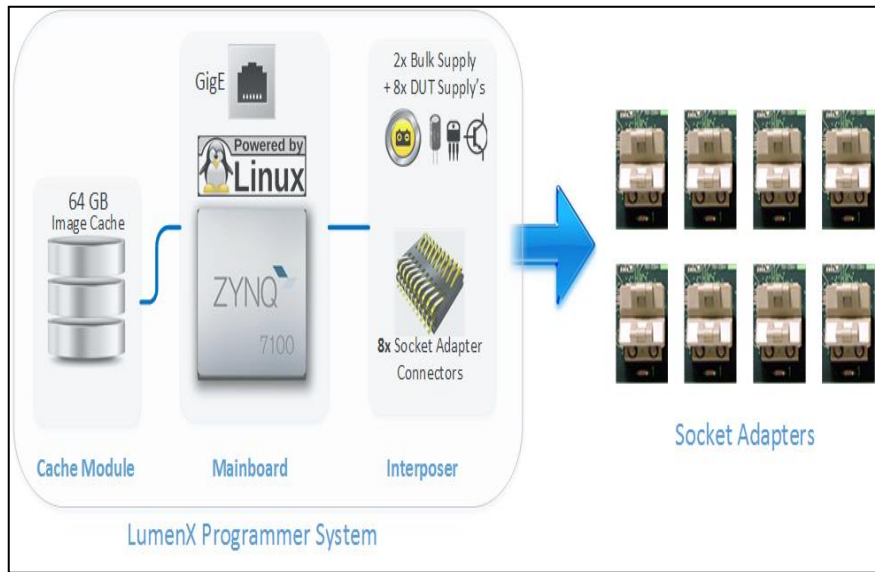 GigE
Powered by
Linux
64 GB
Image Cache
ZYNQ
7100
2x Bulk Supply
+ 8x DUT Supply's
8x Socket Adapter
Connectors
Cache Module
Mainboard
Interposer
LumenX Programmer System
Socket Adapters